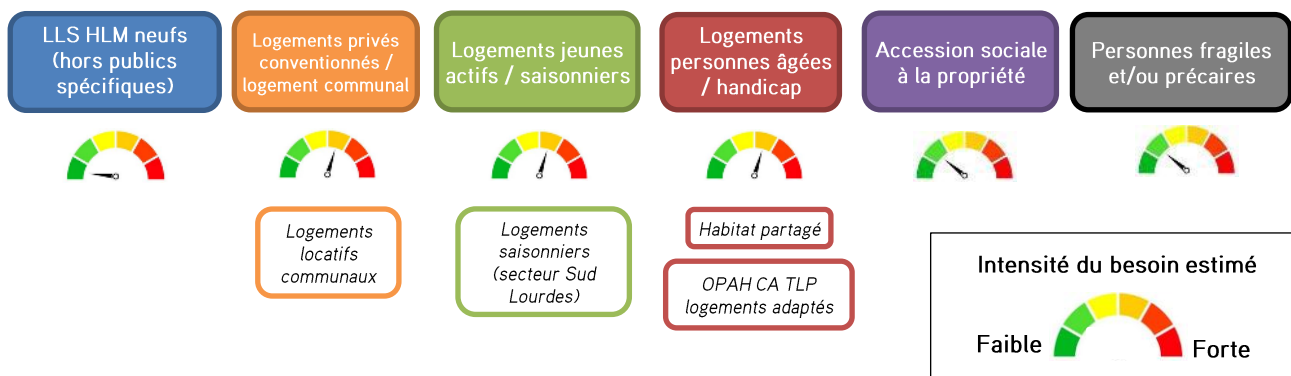 LLS HLM neufs
(hors publics
spécifiques)
Logements privés
conventionnés /
logement communal
Logements jeunes
actifs / saisonniers
Logements
personnes âgées
/ handicap
Accession sociale
à la propriété
Personnes fragiles
et/ou précaires
Logements
locatifs
communaux
Logements
saisonniers
(secteur Sud
Lourdes)
Habitat partagé
OPAH CA TLP
logements adaptés
Intensité du besoin estimé
Faible
Forte